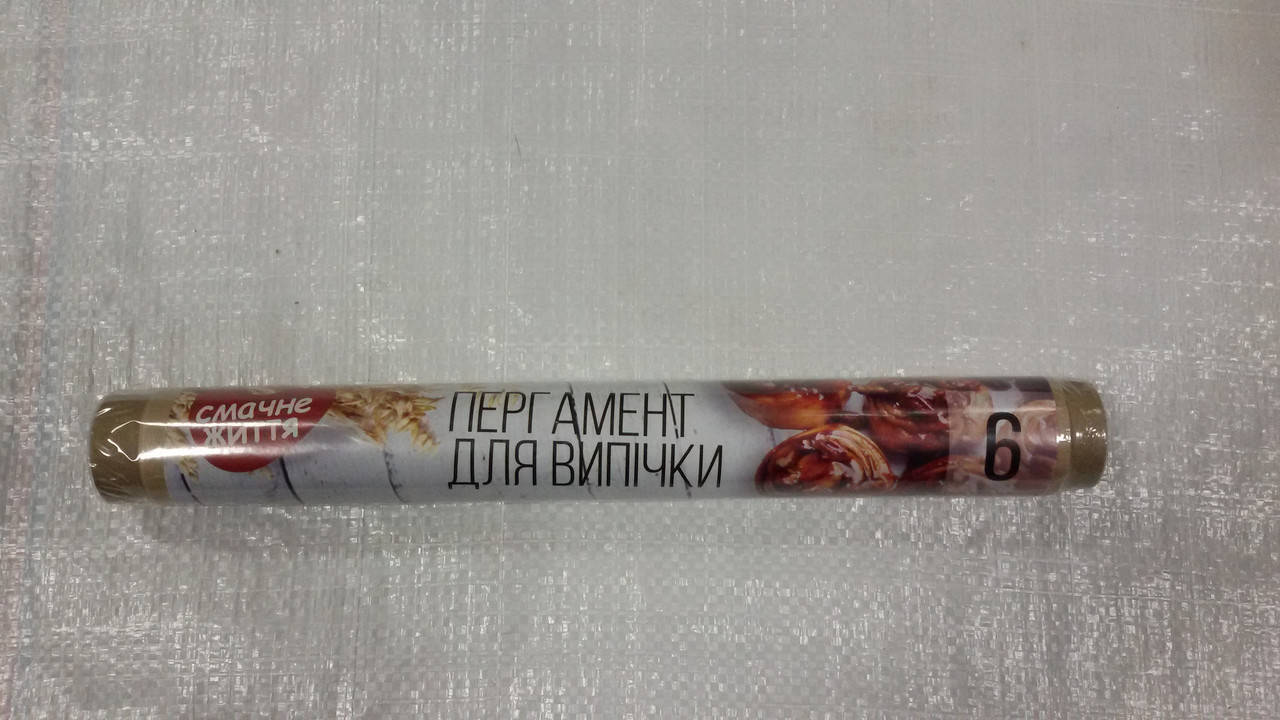 смачне
життя
ПЕРГАМЕНТ
ДЛЯ ВИПІЧКИ
6